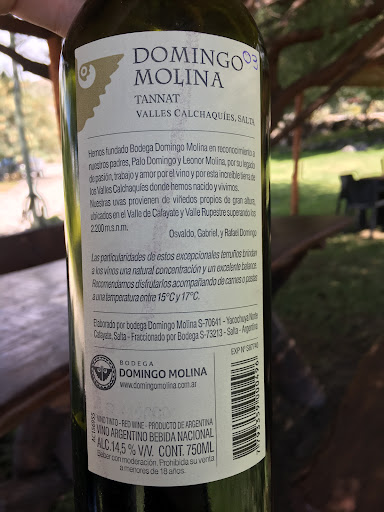 DOMINGO
MOLINA
TANNAT
VALLES CALCHAQUÍES, SALTA
Hemos fundado Bodega Domingo Molina en reconocimiento a
nuestros padres, Palo Domingo y Leonor Molina, por su legado
de pasión, trabajo y amor por el vino y por esta increíble tierra de
los Valles Calchaquíes donde hemos nacido y vivimos.
Nuestras uvas provienen de viñedos propios de gran altura,
ubicados en el Valle de Cafayate y Valle Rupestre superando los
2.200 m.s.n.m.
Osvaldo, Gabriel, y Rafael Domingo
Las particularidades de estos excepcionales terruños brindan
a los vinos una natural concentración y un excelente balance.
Recomendamos disfrutarlos acompañando de carnes o pastas
a una temperatura entre 15°C y 17°C.
Elaborado por bodega Domingo Molina S-70641 - Yacochuya Norte
Cafayate, Salta - Fraccionado por Bodega S-73213 - Salta - Argentina
BODEGA
DOMINGO MOLINA
www.domingomolina.com.ar
VINO TINTO - RED WINE - PRODUCTO DE ARGENTINA
VINO ARGENTINO BEBIDA NACIONAL
ALC. 14,5 % V/V. CONT. 750ML
Beber con moderación. Prohibida su venta
a menores de 18 años.